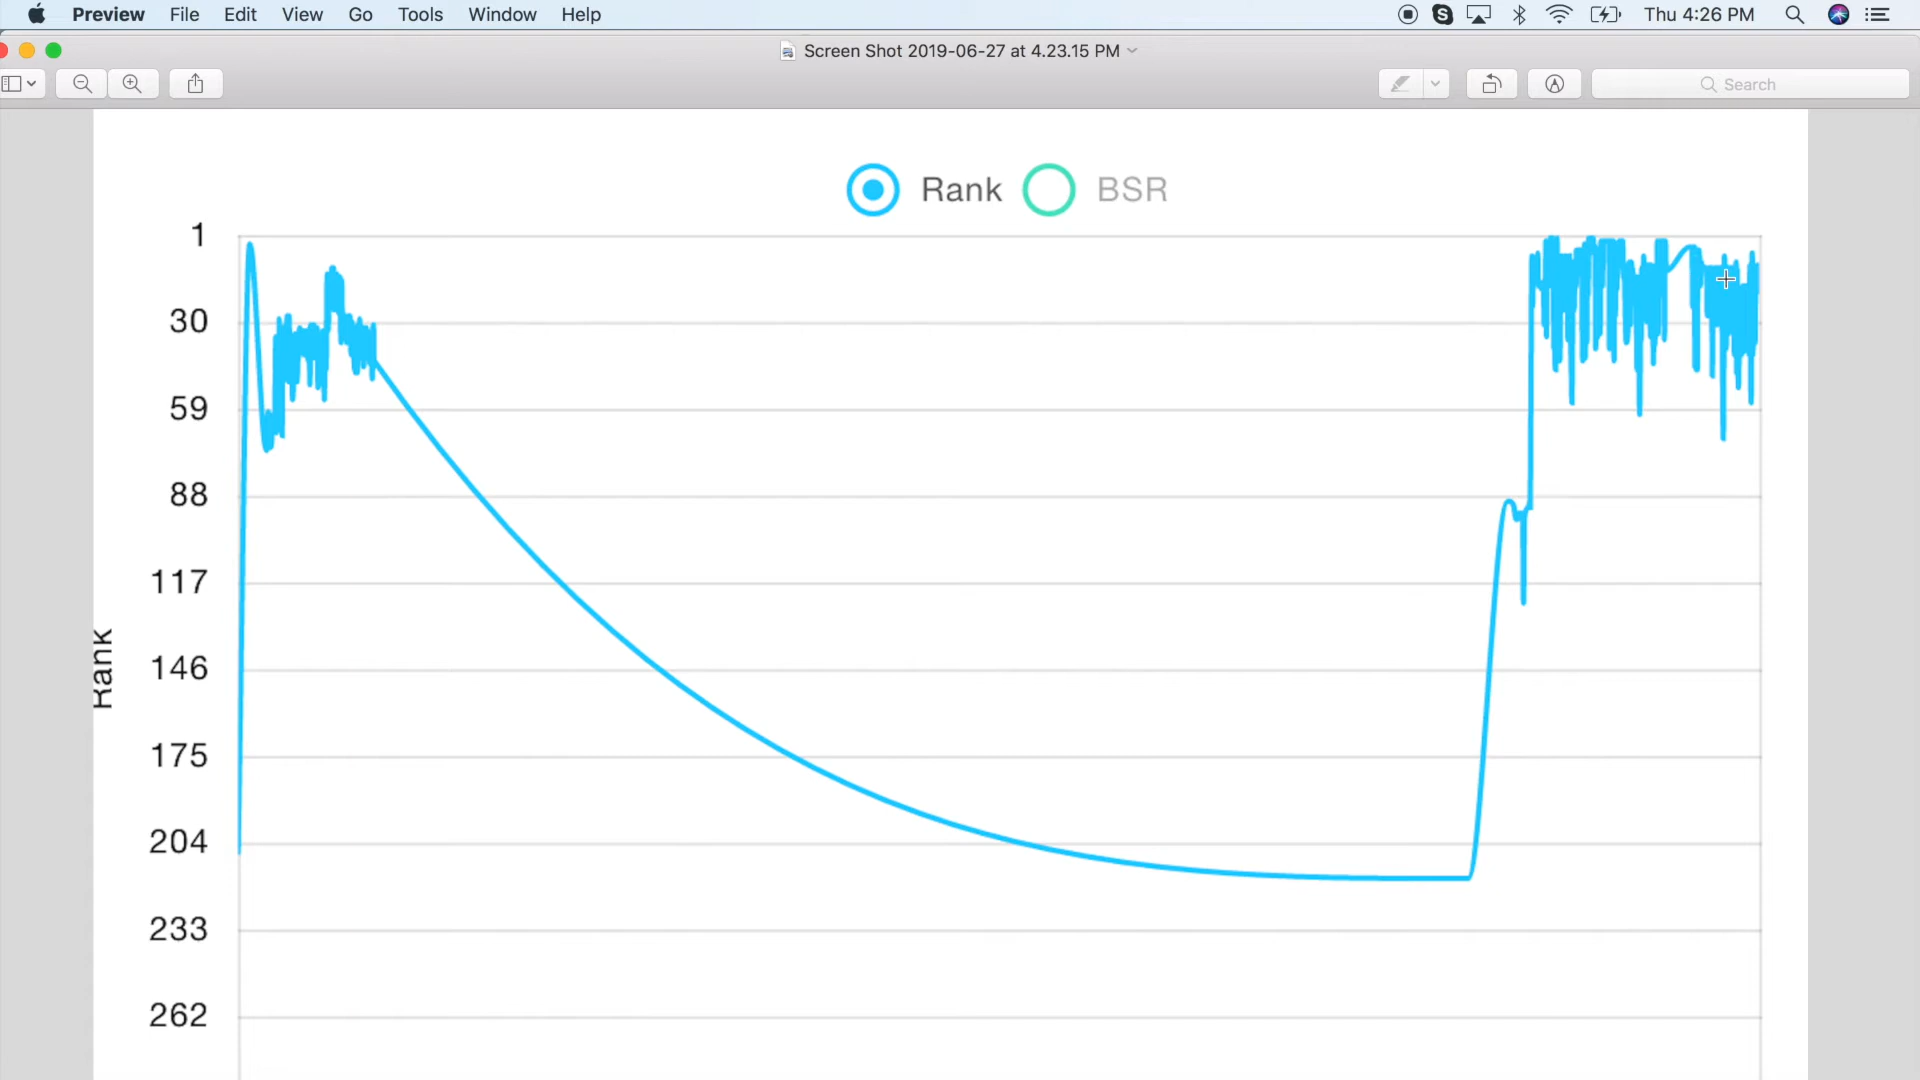 Preview File Edit View Go Tools Window Help Thu 4:26 PM
Screen Shot 2019-06-27 at 4.23.15 PM
Search
Rank BSR
1
30
59
88
117
146
175
204
233
262
Rank